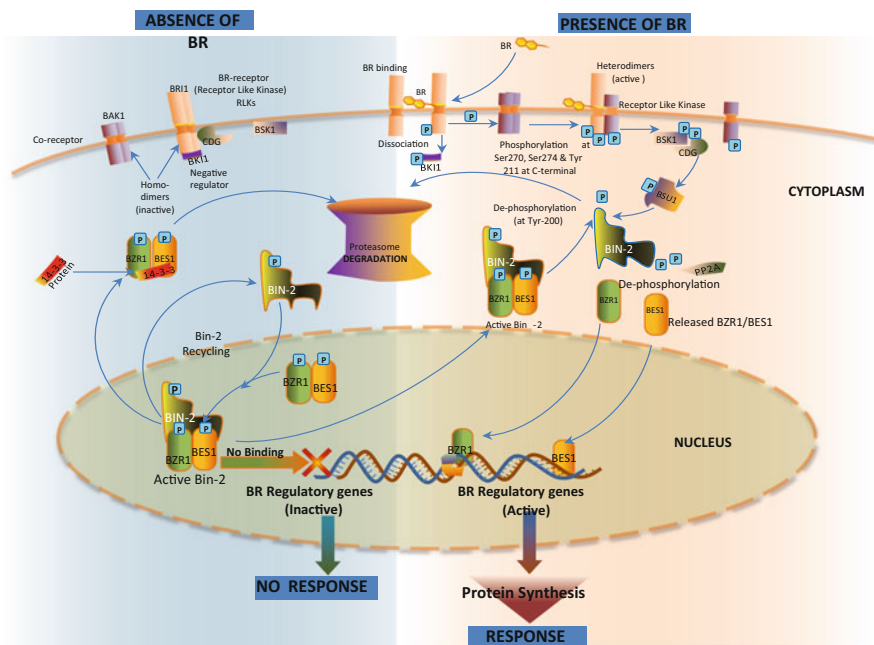 ABSENCE OF
BR
PRESENCE OF BR
BR-receptor
(Receptor Like Kinase)
RLKs
BRI1
BAK1
Co-receptor
CDG
BKI1
Negative
regulator
BSK1
Homo-
dimers
(inactive)
BR binding
BR
BR
P
P
P
Dissociation
BKI1
Heterodimers
(active )
Receptor Like Kinase
P
P
P
at
Phosphorylation
Ser270, Ser274 & Tyr
211 at C-terminal
P
P
BSK1
P
CDG
P
BSU1
CYTOPLASM
P
P
BZR1
BES1
14-3-3
14-3-3
Protein
Proteasome
DEGRADATION
P
BIN-2
De-phosphorylation
(at Tyr-200)
P
BIN-2
P
P
BZR1
BES1
Active Bin -2
P
BIN-2
P
P
PP2A
De-phosphorylation
BZR1
BES1
Released BZR1/BES1
Bin-2
Recycling
P
P
BZR1
BES1
P
BIN-2
P
P
BZR1
BES1
Active Bin-2
No Binding
BR Regulatory genes
(Inactive)
BZR1
BES1
BR Regulatory genes
(Active)
NUCLEUS
NO RESPONSE
Protein Synthesis
RESPONSE